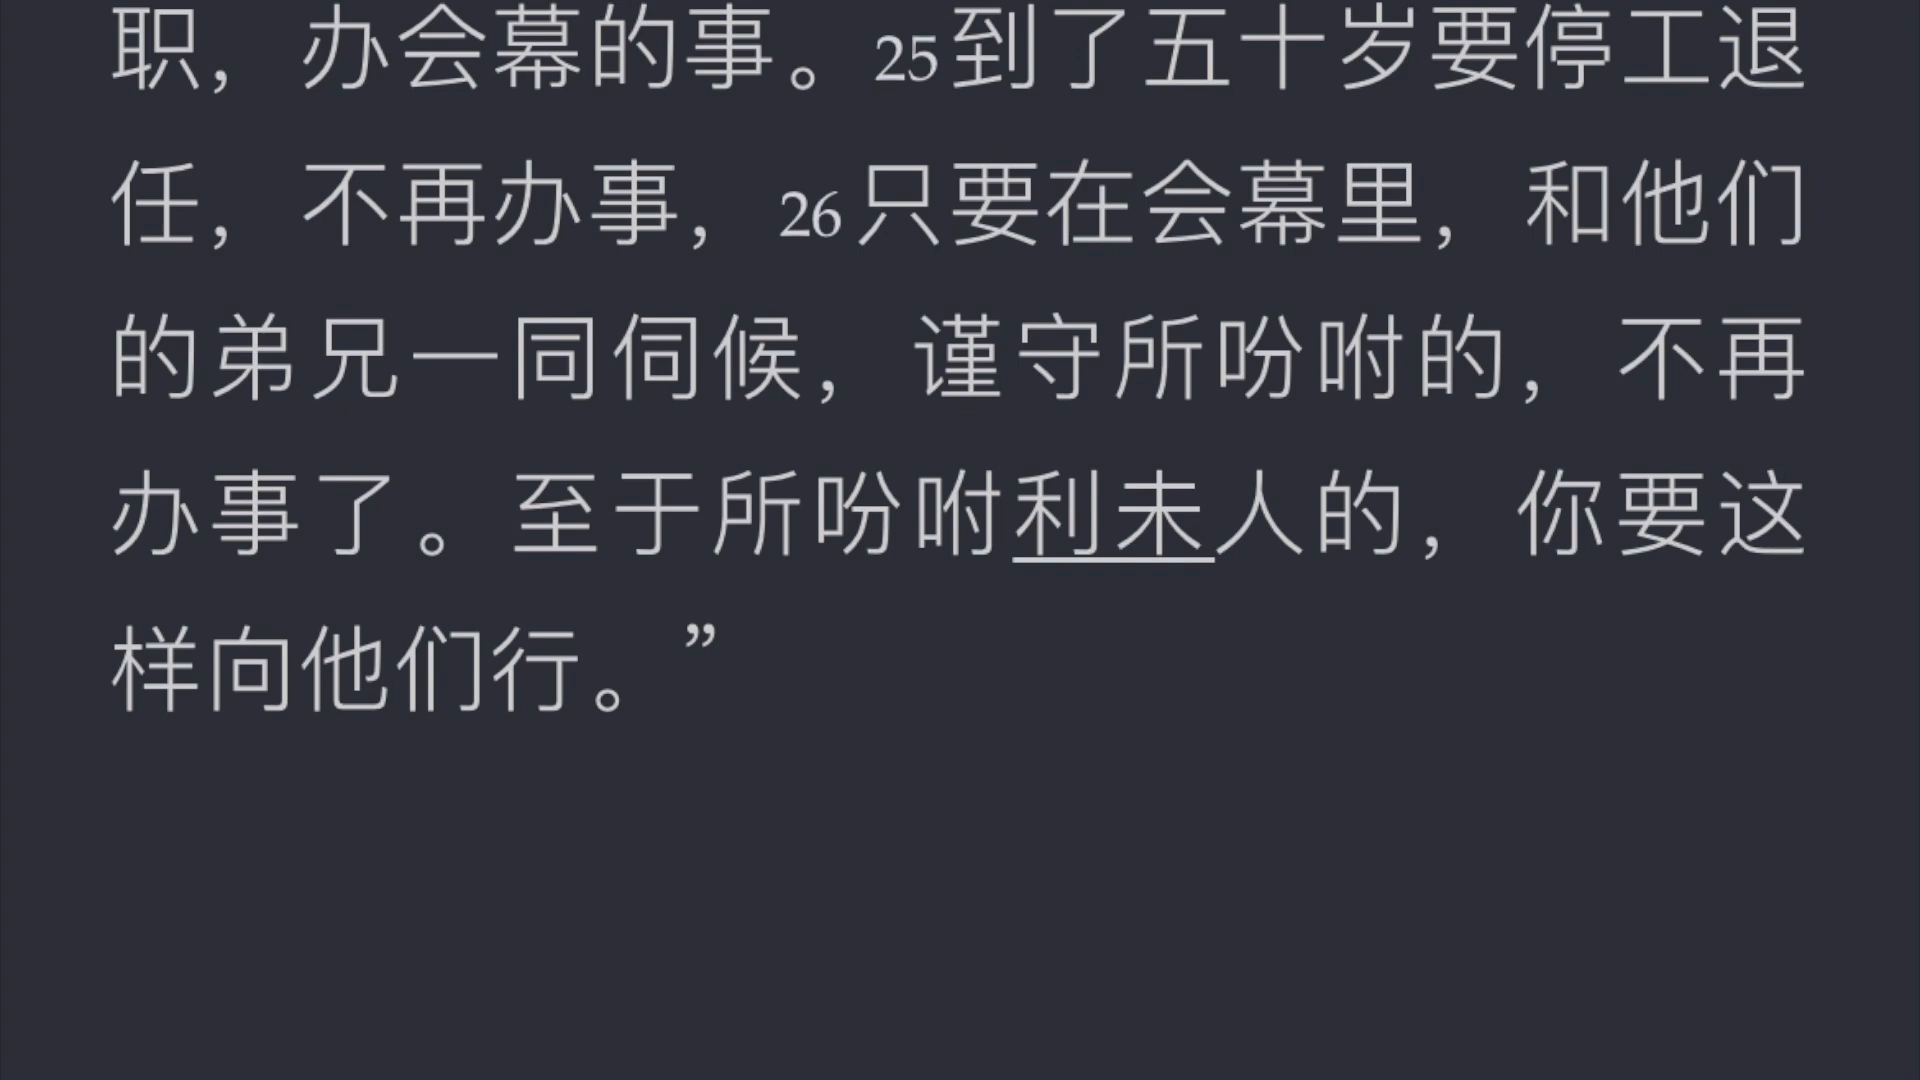 职，办会幕的事。25到了五十岁要停工退
任，不再办事，26只要在会幕里，和他们
的弟兄一同伺候，谨守所吩咐的，不再
办事了。至于所吩咐利未人的，你要这
样向他们行。”